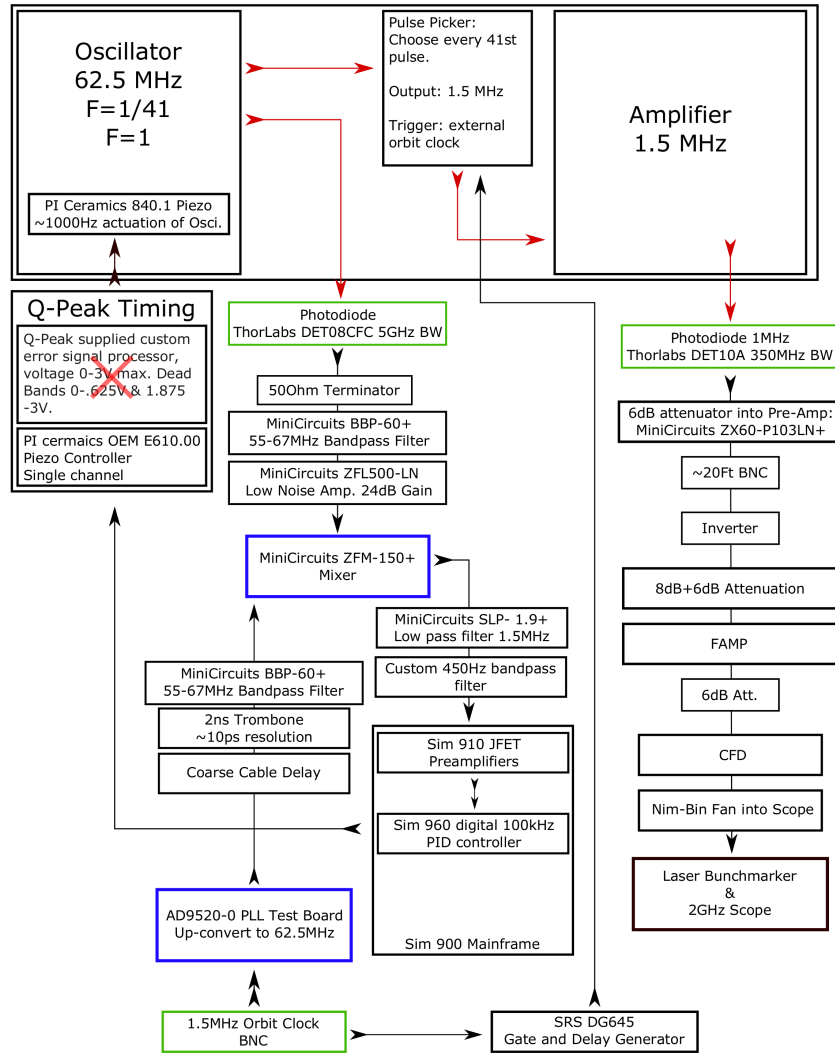 Oscillator
62.5 MHz
F=1/41
F=1
PI Ceramics 840.1 Piezo
~1000Hz actuation of Osci.
Pulse Picker:
Choose every 41st
pulse.
Output: 1.5 MHz
Trigger: external
orbit clock
Amplifier
1.5 MHz
Q-Peak Timing
Q-Peak supplied custom
error signal processor,
voltage 0-3V max. Dead
Bands 0-.625V & 1.875
-3V.
PI cermaics OEM E610.00
Piezo Controller
Single channel
Photodiode
ThorLabs DET08CFC 5GHz BW
50Ohm Terminator
MiniCircuits BBP-60+
55-67MHz Bandpass Filter
MiniCircuits ZFL500-LN
Low Noise Amp. 24dB Gain
MiniCircuits ZFM-150+
Mixer
MiniCircuits SLP- 1.9+
Low pass filter 1.5MHz
Custom 450Hz bandpass
filter
Sim 910 JFET
Preamplifiers
Sim 960 digital 100kHz
PID controller
Sim 900 Mainframe
MiniCircuits BBP-60+
55-67MHz Bandpass Filter
2ns Trombone
~10ps resolution
Coarse Cable Delay
AD9520-0 PLL Test Board
Up-convert to 62.5MHz
1.5MHz Orbit Clock
BNC
SRS DG645
Gate and Delay Generator
Photodiode 1MHz
Thorlabs DET10A 350MHz BW
6dB attenuator into Pre-Amp:
MiniCircuits ZX60-P103LN+
~20Ft BNC
Inverter
8dB+6dB Attenuation
FAMP
6dB Att.
CFD
Nim-Bin Fan into Scope
Laser Bunchmarker
&
2GHz Scope